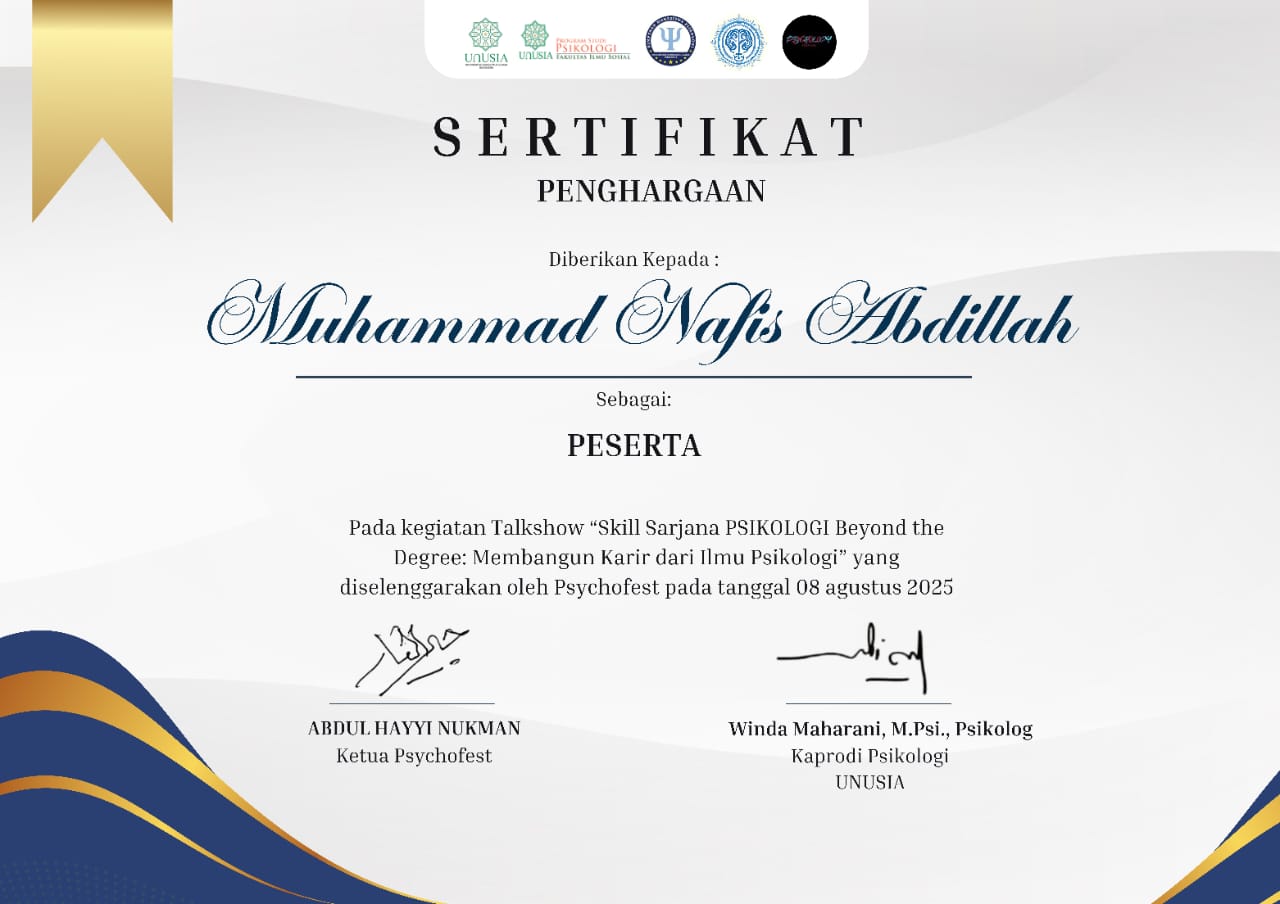 UNUSIA
UNUSIA
PROGRAM STUDI
PSIKOLOGI
FAKULTAS ILMU SOSIAL
SERTIFIKAT
PENGHARGAAN
Diberikan Kepada :
Muhammad Nafis Abdillah
Sebagai:
PESERTA
Pada kegiatan Talkshow “Skill Sarjana PSIKOLOGI Beyond the
Degree: Membangun Karir dari Ilmu Psikologi” yang
diselenggarakan oleh Psychofest pada tanggal 08 agustus 2025
ABDUL HAYYI NUKMAN
Ketua Psychofest
Winda Maharani, M.Psi., Psikolog
Kaprodi Psikologi
UNUSIA